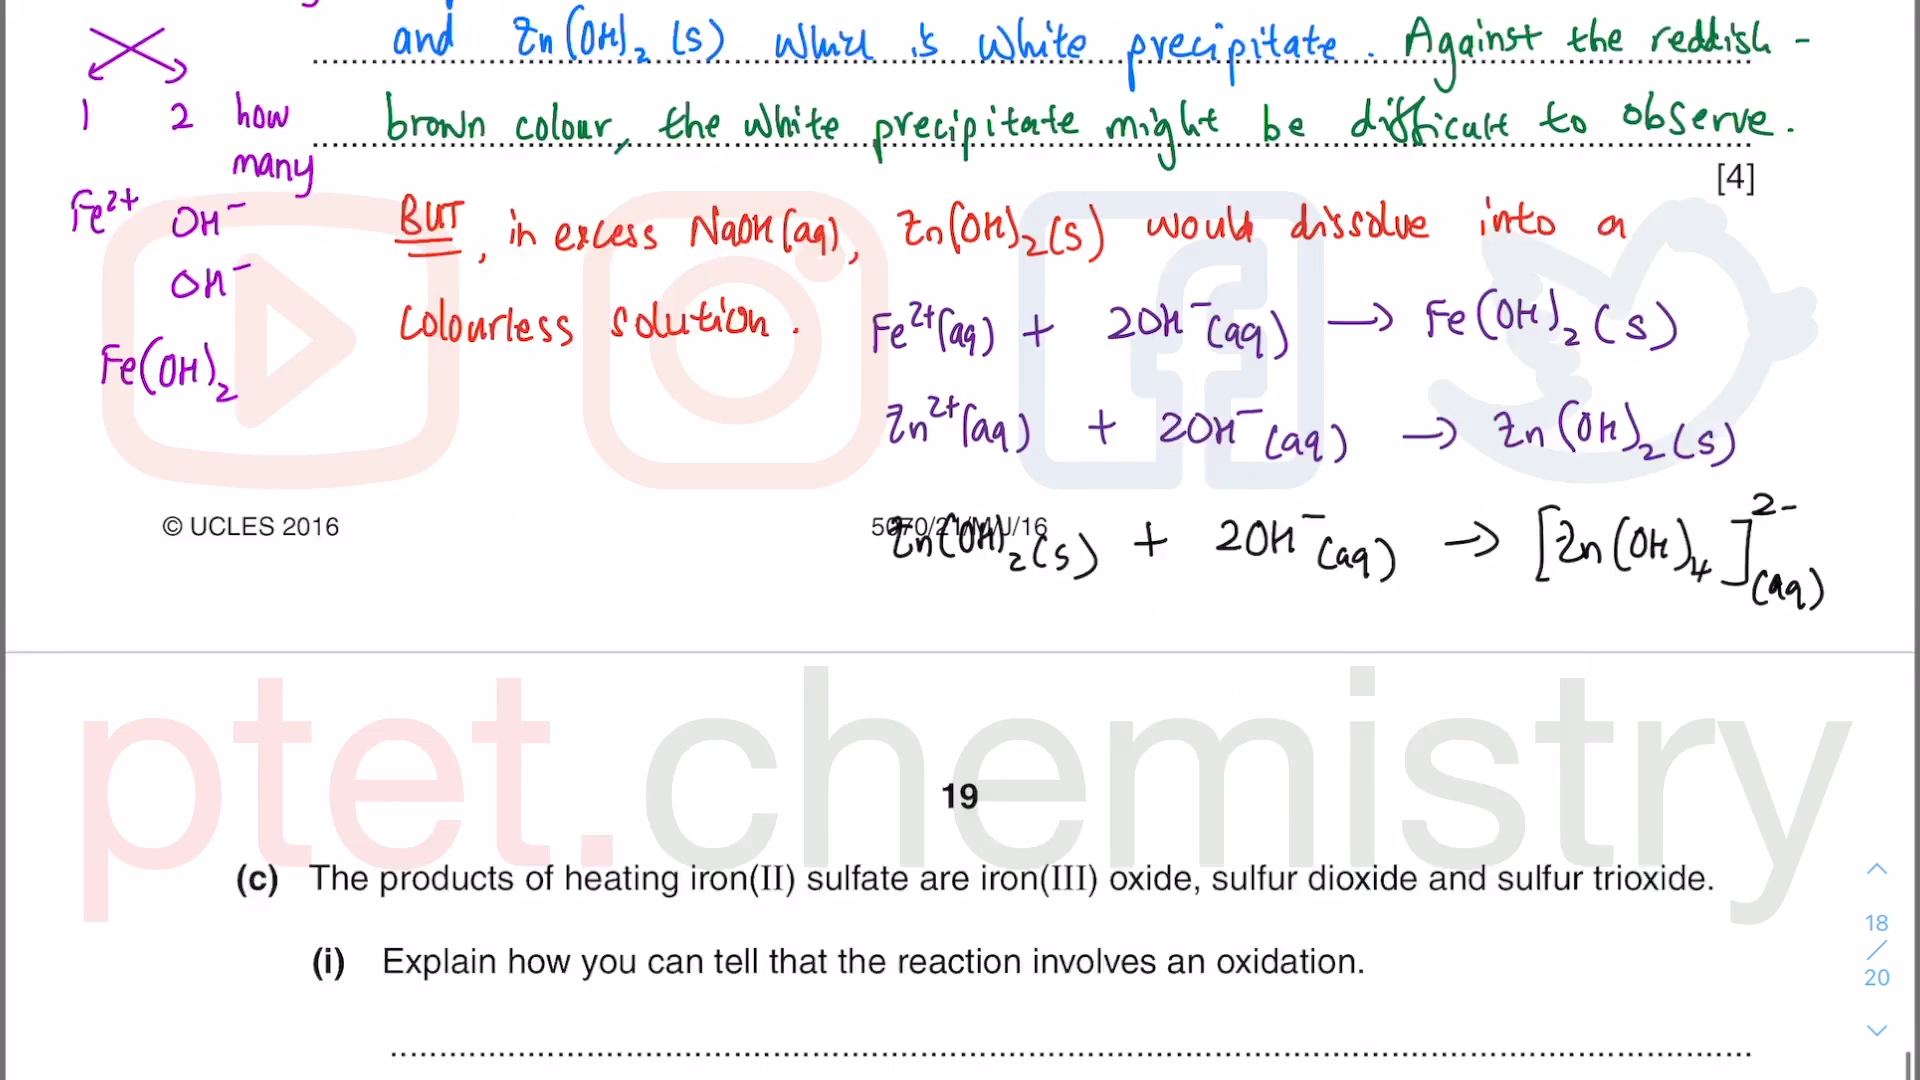 and Zn(OH)₂ (s) which is white precipitate. Against the reddish -
1 2 how many
brown colour, the white precipitate might be difficult to observe.
[4]
Fe²⁺ OH⁻
OH⁻
Fe(OH)₂
BUT, in excess NaOH(aq), Zn(OH)₂(s) would dissolve into a
colourless solution.
Fe²⁺(aq) + 2OH⁻(aq) → Fe(OH)₂(s)
Zn²⁺(aq) + 2OH⁻(aq) → Zn(OH)₂(s)
© UCLES 2016
5070/21/M/J/16
Zn(OH)₂(s) + 2OH⁻(aq) → [Zn(OH)₄]²⁻(aq)
ptet.chemistry
19
(c) The products of heating iron(II) sulfate are iron(III) oxide, sulfur dioxide and sulfur trioxide.
(i) Explain how you can tell that the reaction involves an oxidation.
18
/
20